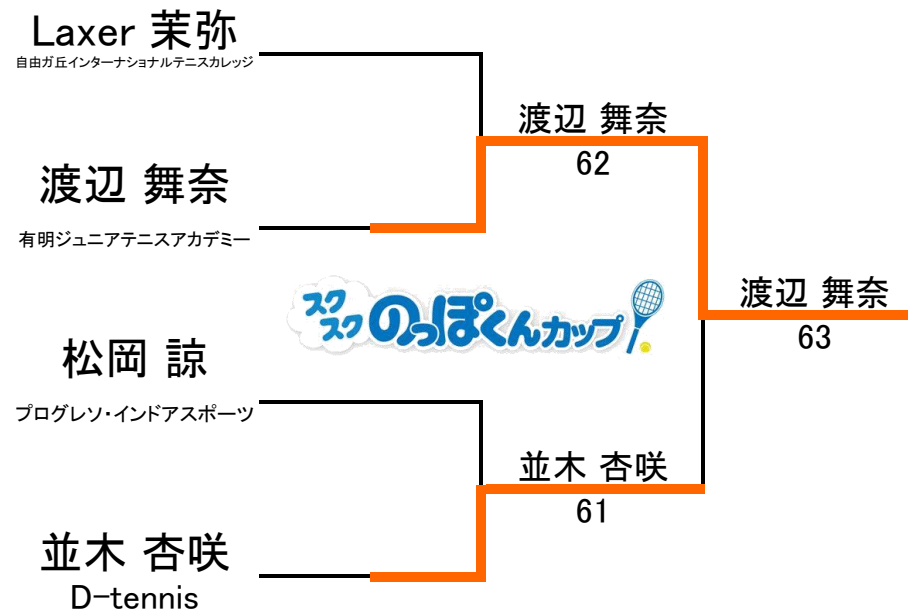 Laxer 茉弥
自由ガ丘インターナショナルテニスカレッジ
渡辺 舞奈
62
渡辺 舞奈
有明ジュニアテニスアカデミー
スクスク のっぽくんカップ
渡辺 舞奈
63
松岡 諒
プログレソ・インドアスポーツ
並木 杏咲
61
並木 杏咲
D-tennis